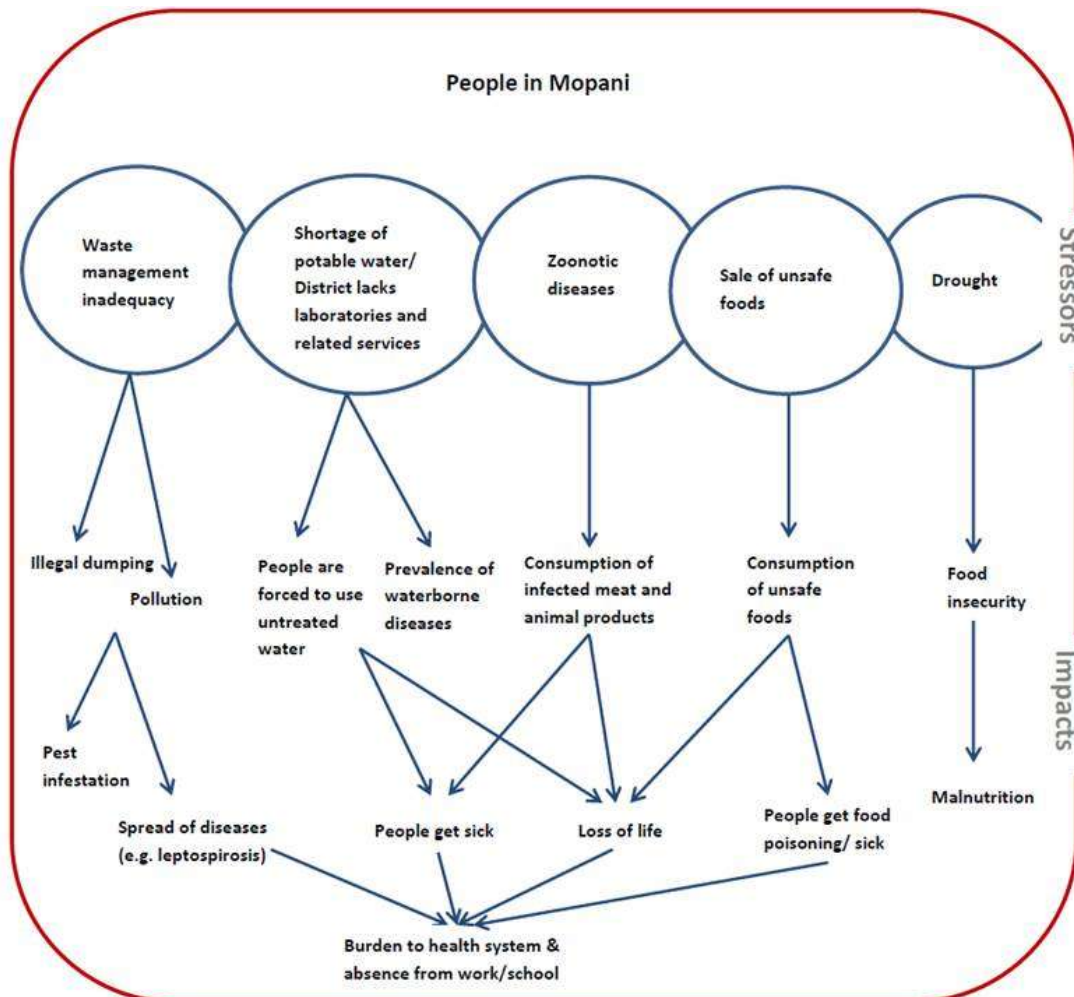 People in Mopani
Waste
management
inadequacy
Shortage of
potable water/
District lacks
laboratories and
related services
Zoonotic
diseases
Sale of unsafe
foods
Drought
Stressors
Illegal dumping
Pollution
People are
forced to use
untreated
water
Prevalence of
waterborne
diseases
Consumption of
infected meat and
animal products
Consumption
of unsafe
foods
Food
insecurity
Impacts
Pest
infestation
Spread of diseases
(e.g. leptospirosis)
People get sick
Loss of life
People get food
poisoning/ sick
Malnutrition
Burden to health system &
absence from work/school